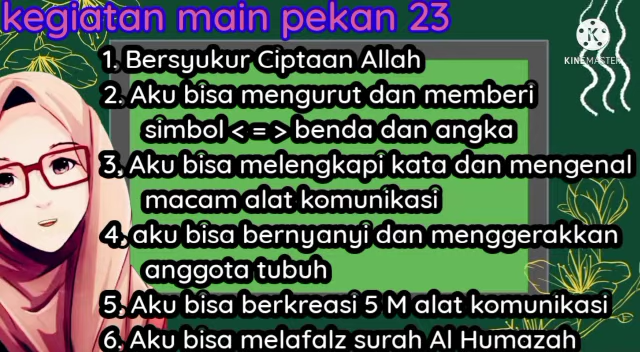 kegiatan main pekan 23
KINEMASTER
1. Bersyukur Ciptaan Allah
2. Aku bisa mengurut dan memberi
simbol < = > benda dan angka
3. Aku bisa melengkapi kata dan mengenal
macam alat komunikasi
4. aku bisa bernyanyi dan menggerakkan
anggota tubuh
5. Aku bisa berkreasi 5 M alat komunikasi
6. Aku bisa melafalz surah Al Humazah